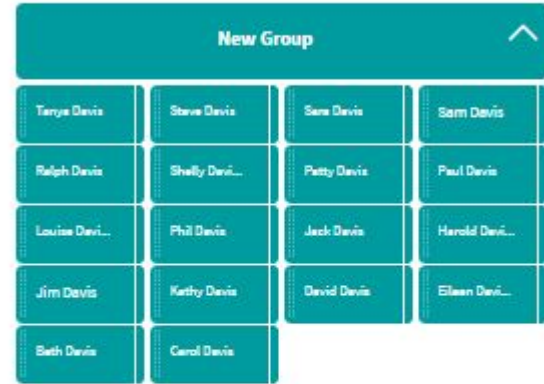 New Group
Tanya Davis Steve Davis Sara Davis Sam Davis
Ralph Davis Shelly Davi... Patty Davis Paul Davis
Louise Davi... Phil Davis Jack Davis Harold Davi...
Jim Davis Kathy Davis David Davis Eileen Davi...
Beth Davis Carol Davis